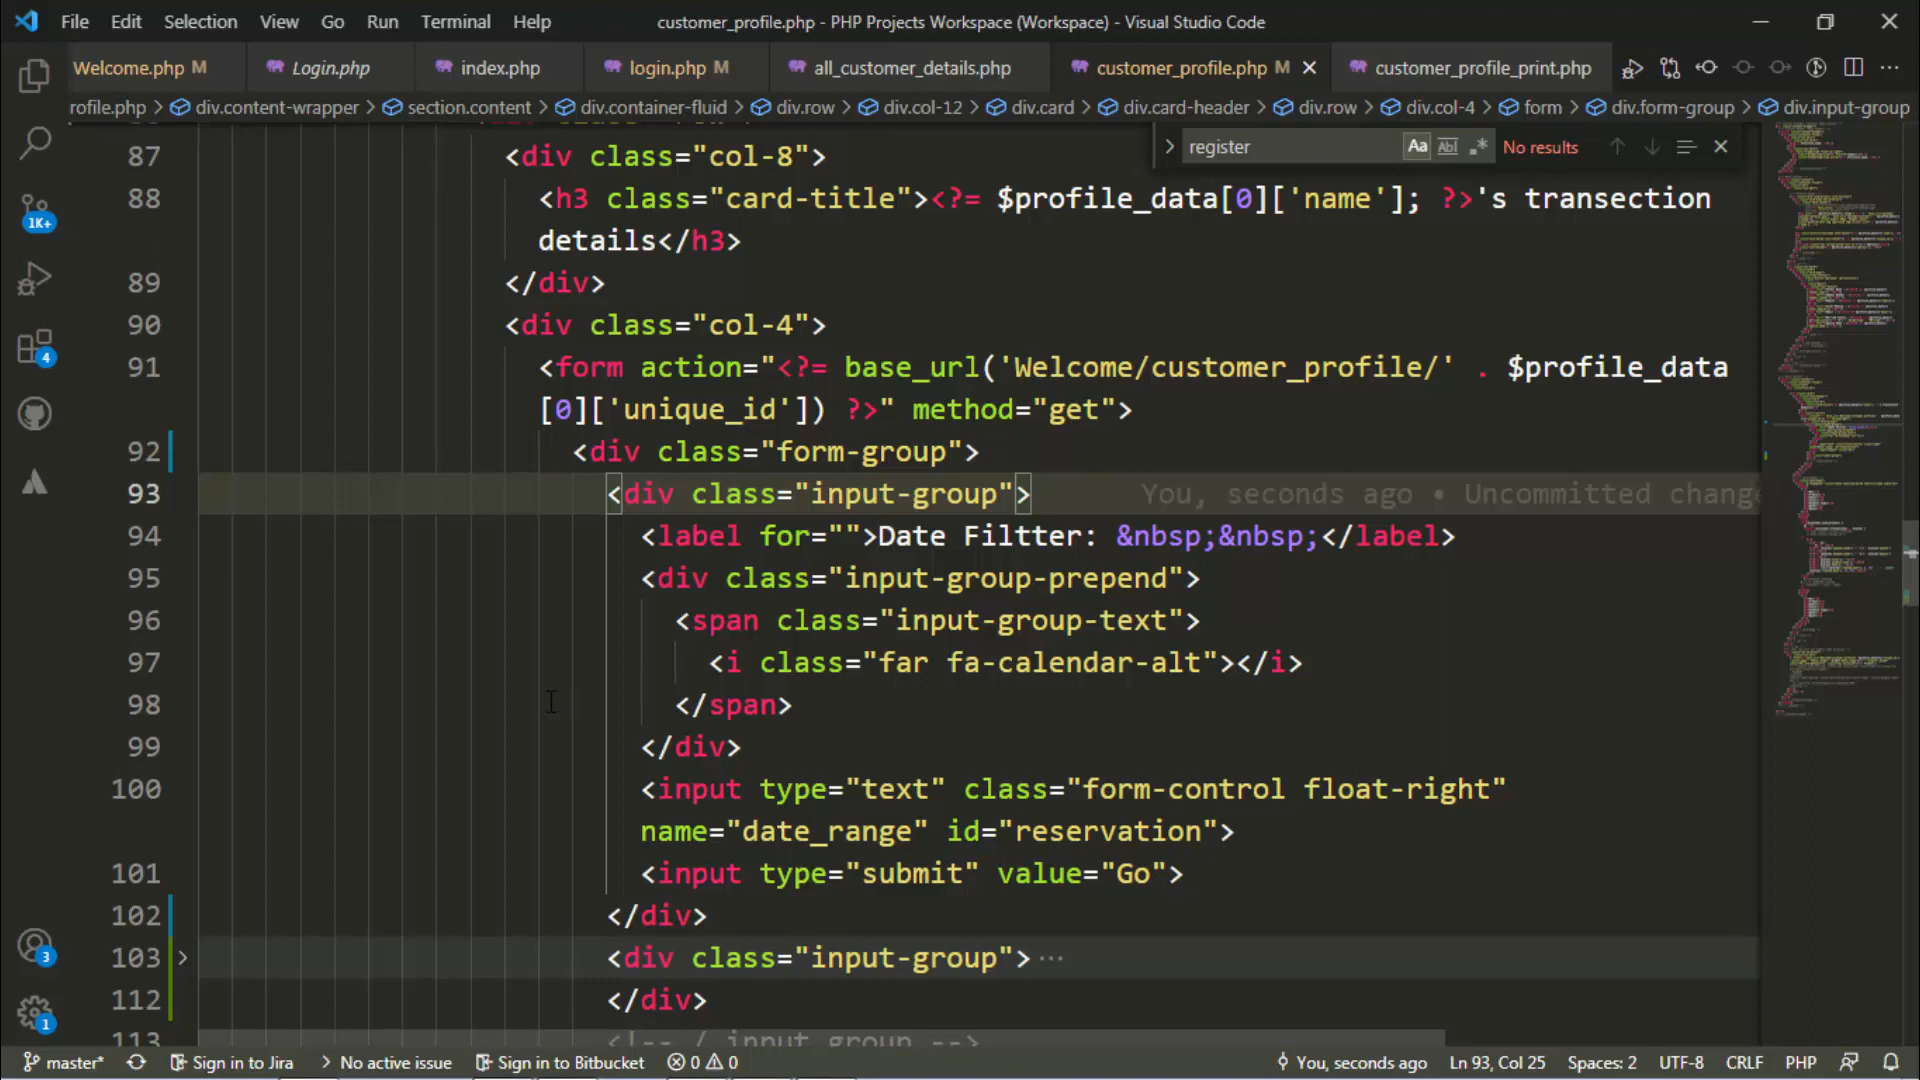 File Edit Selection View Go Run Terminal Help customer_profile.php - PHP Projects Workspace (Workspace) - Visual Studio Code
Welcome.php M Login.php index.php login.php M all_customer_details.php customer_profile.php M customer_profile_print.php
rofile.php > div.content-wrapper > section.content > div.container-fluid > div.row > div.col-12 > div.card > div.card-header > div.row > div.col-4 > form > div.form-group > div.input-group
register Aa Abl .* No results
87 <div class="col-8">
88 <h3 class="card-title"><?= $profile_data[0]['name']; ?>'s transection
details</h3>
89 </div>
90 <div class="col-4">
91 <form action="<?= base_url('Welcome/customer_profile/' . $profile_data
[0]['unique_id']) ?>" method="get">
92 <div class="form-group">
93 <div class="input-group"> You, seconds ago • Uncommitted change
94 <label for="">Date Filtter: &nbsp;&nbsp;</label>
95 <div class="input-group-prepend">
96 <span class="input-group-text">
97 <i class="far fa-calendar-alt"></i>
98 </span>
99 </div>
100 <input type="text" class="form-control float-right"
name="date_range" id="reservation">
101 <input type="submit" value="Go">
102 </div>
103 <div class="input-group"> ···
112 </div>
113 <!-- / input group -->
1K+
4
3
1
master* Sign in to Jira No active issue Sign in to Bitbucket 0 0 You, seconds ago Ln 93, Col 25 Spaces: 2 UTF-8 CRLF PHP